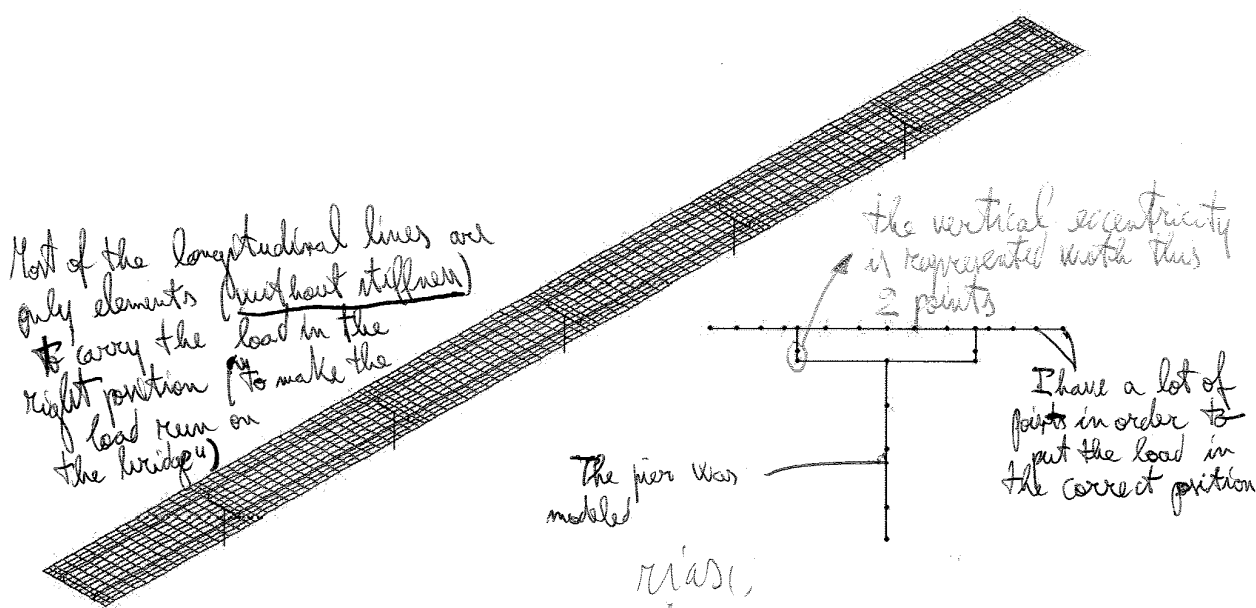 Most of the longitudinal lines are
only elements (without stiffness)
to carry the load in the
right position ("to make the
load run on
the bridge")
the vertical eccentricity
is represented with this
2 points
I have a lot of
points in order to
put the load in
the correct position
The pier was
modeled